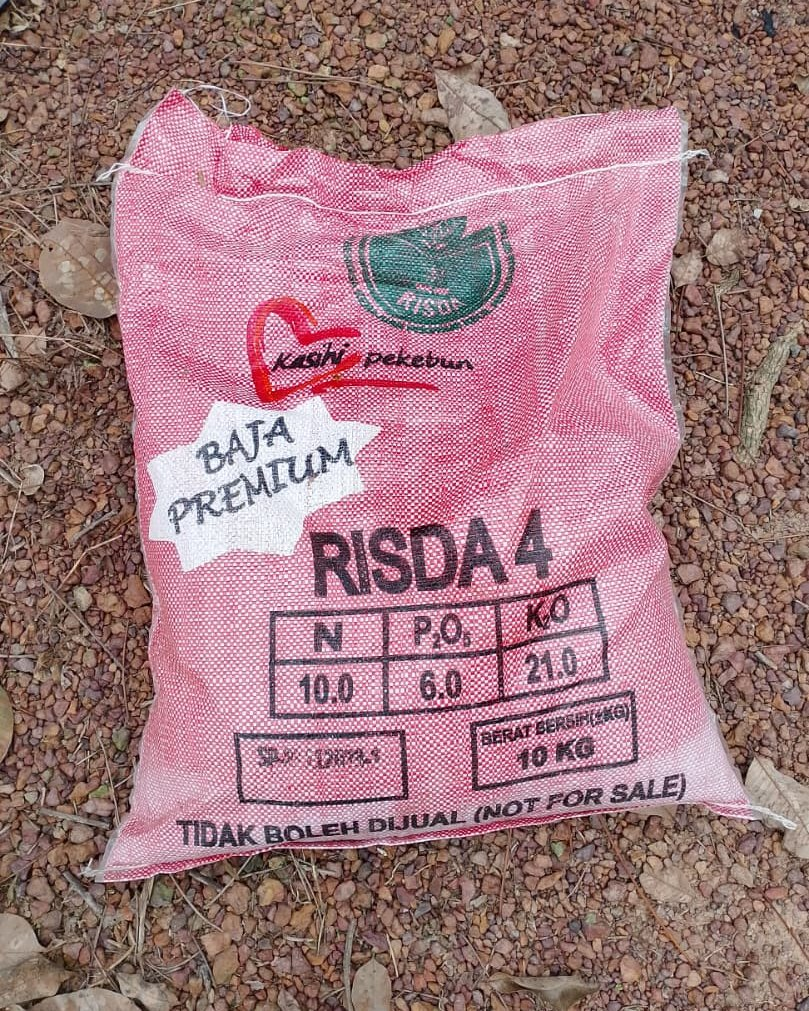 RISDA
Kasihi pekebun
BAJA
PREMIUM
RISDA 4
N P₂O₅ K₂O
10.0 6.0 21.0
BERAT BERSIH(±KG)
10 KG
TIDAK BOLEH DIJUAL (NOT FOR SALE)